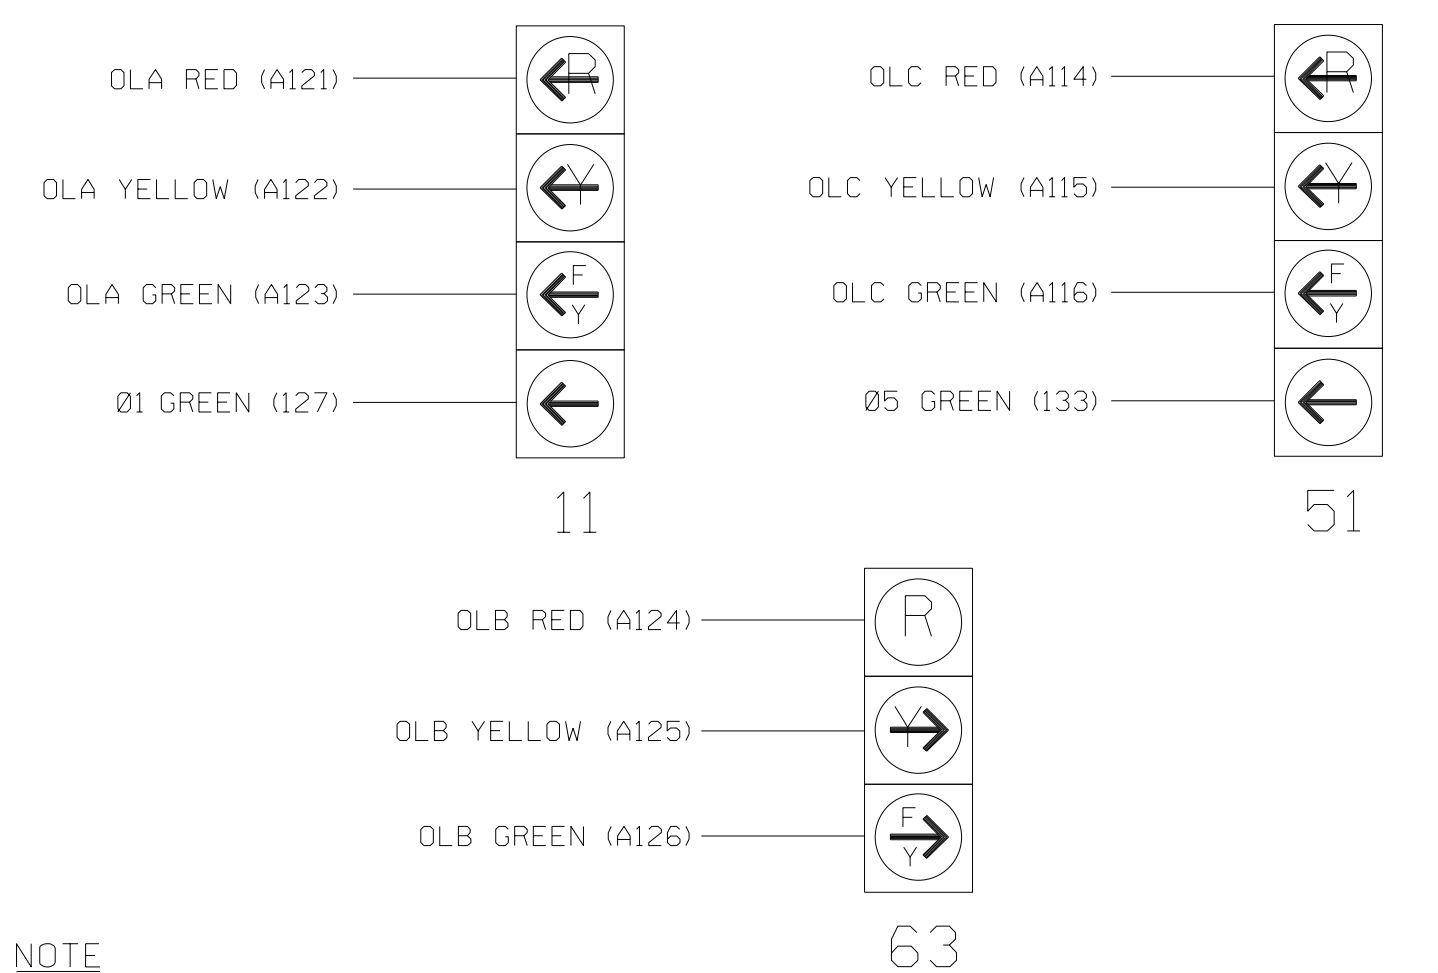 OLA RED (A121)
R
OLA YELLOW (A122)
Y
OLA GREEN (A123)
F
Y
Ø1 GREEN (127)
11
OLC RED (A114)
R
OLC YELLOW (A115)
Y
OLC GREEN (A116)
F
Y
Ø5 GREEN (133)
51
OLB RED (A124)
R
OLB YELLOW (A125)
Y
OLB GREEN (A126)
F
Y
63
NOTE